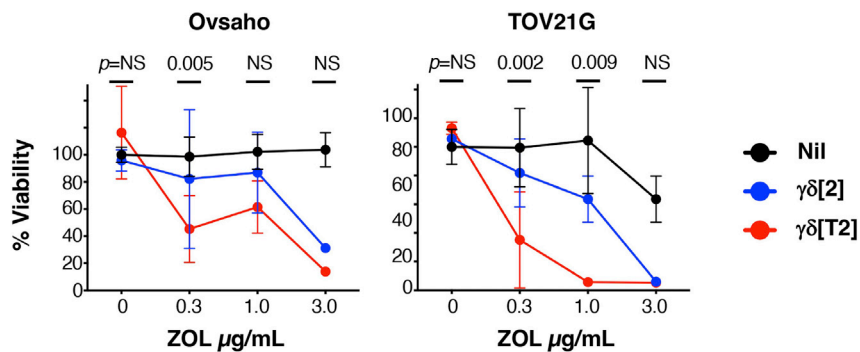 Ovsaho
TOV21G
p=NS 0.005 NS NS
p=NS 0.002 0.009 NS
% Viability
100
80
60
40
20
0
100
80
60
40
20
0
0 0.3 1.0 3.0
0 0.3 1.0 3.0
ZOL µg/mL
ZOL µg/mL
Nil
γδ[2]
γδ[T2]